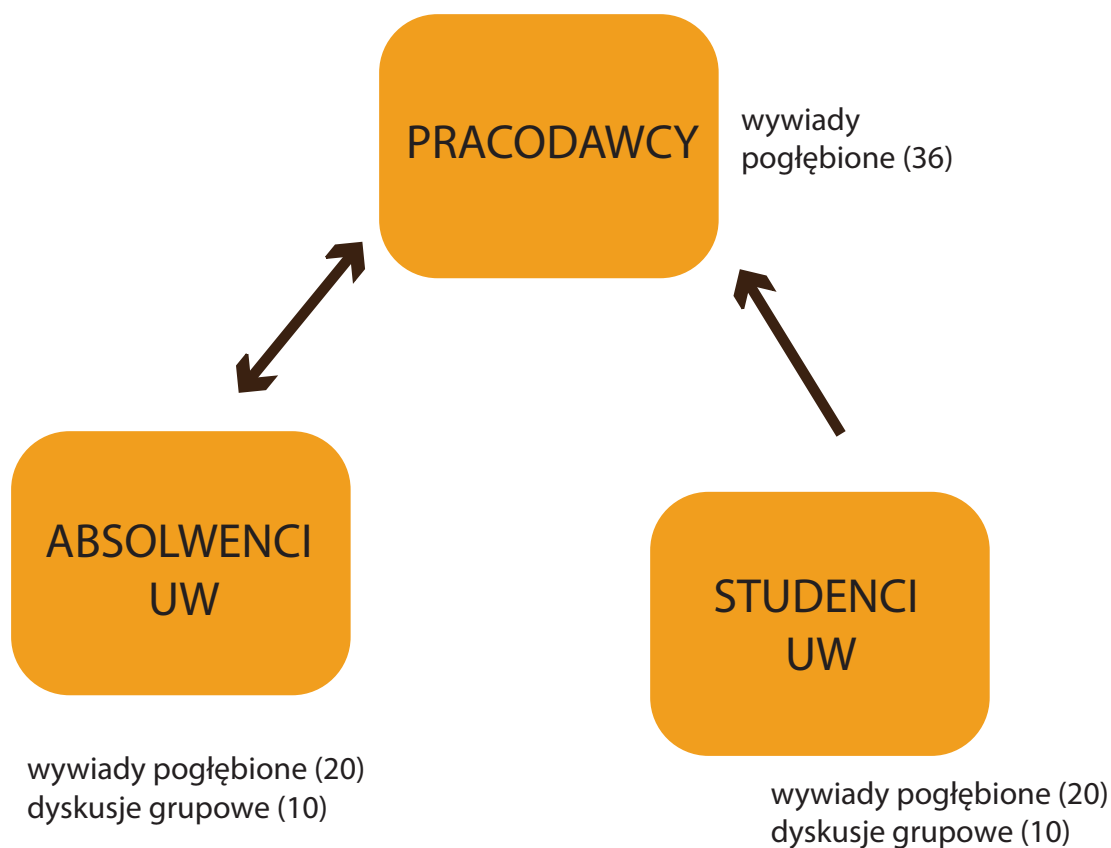 PRACODAWCY
wywiady
pogłębione (36)
ABSOLWENCI
UW
STUDENCI
UW
wywiady pogłębione (20)
dyskusje grupowe (10)
wywiady pogłębione (20)
dyskusje grupowe (10)